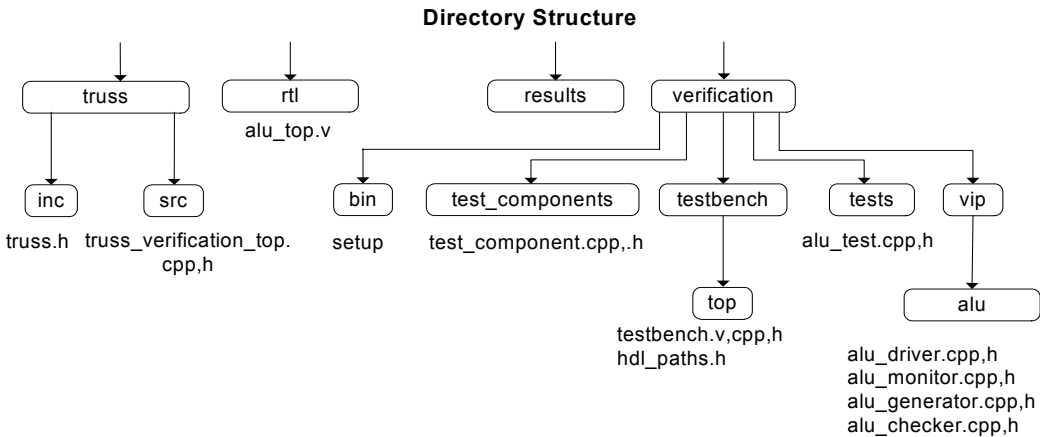 Directory Structure
truss
rtl
results
verification
alu_top.v
inc
src
bin
test_components
testbench
tests
vip
truss.h
truss_verification_top.
cpp,h
setup
test_component.cpp,.h
alu_test.cpp,h
top
alu
testbench.v,cpp,h
hdl_paths.h
alu_driver.cpp,h
alu_monitor.cpp,h
alu_generator.cpp,h
alu_checker.cpp,h